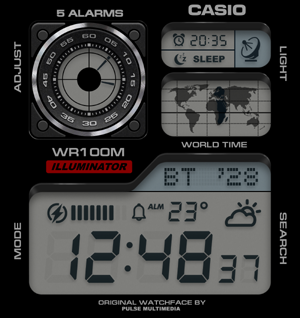 5 ALARMS
CASIO
ADJUST
60 05 10 15 20 25 30 35 40 45 50 55
20:35
SLEEP
LIGHT
WORLD TIME
WR100M
ILLUMINATOR
BT '28
ALM 23°
MODE
12:48 37
SEARCH
ORIGINAL WATCHFACE BY
PULSE MULTIMEDIA